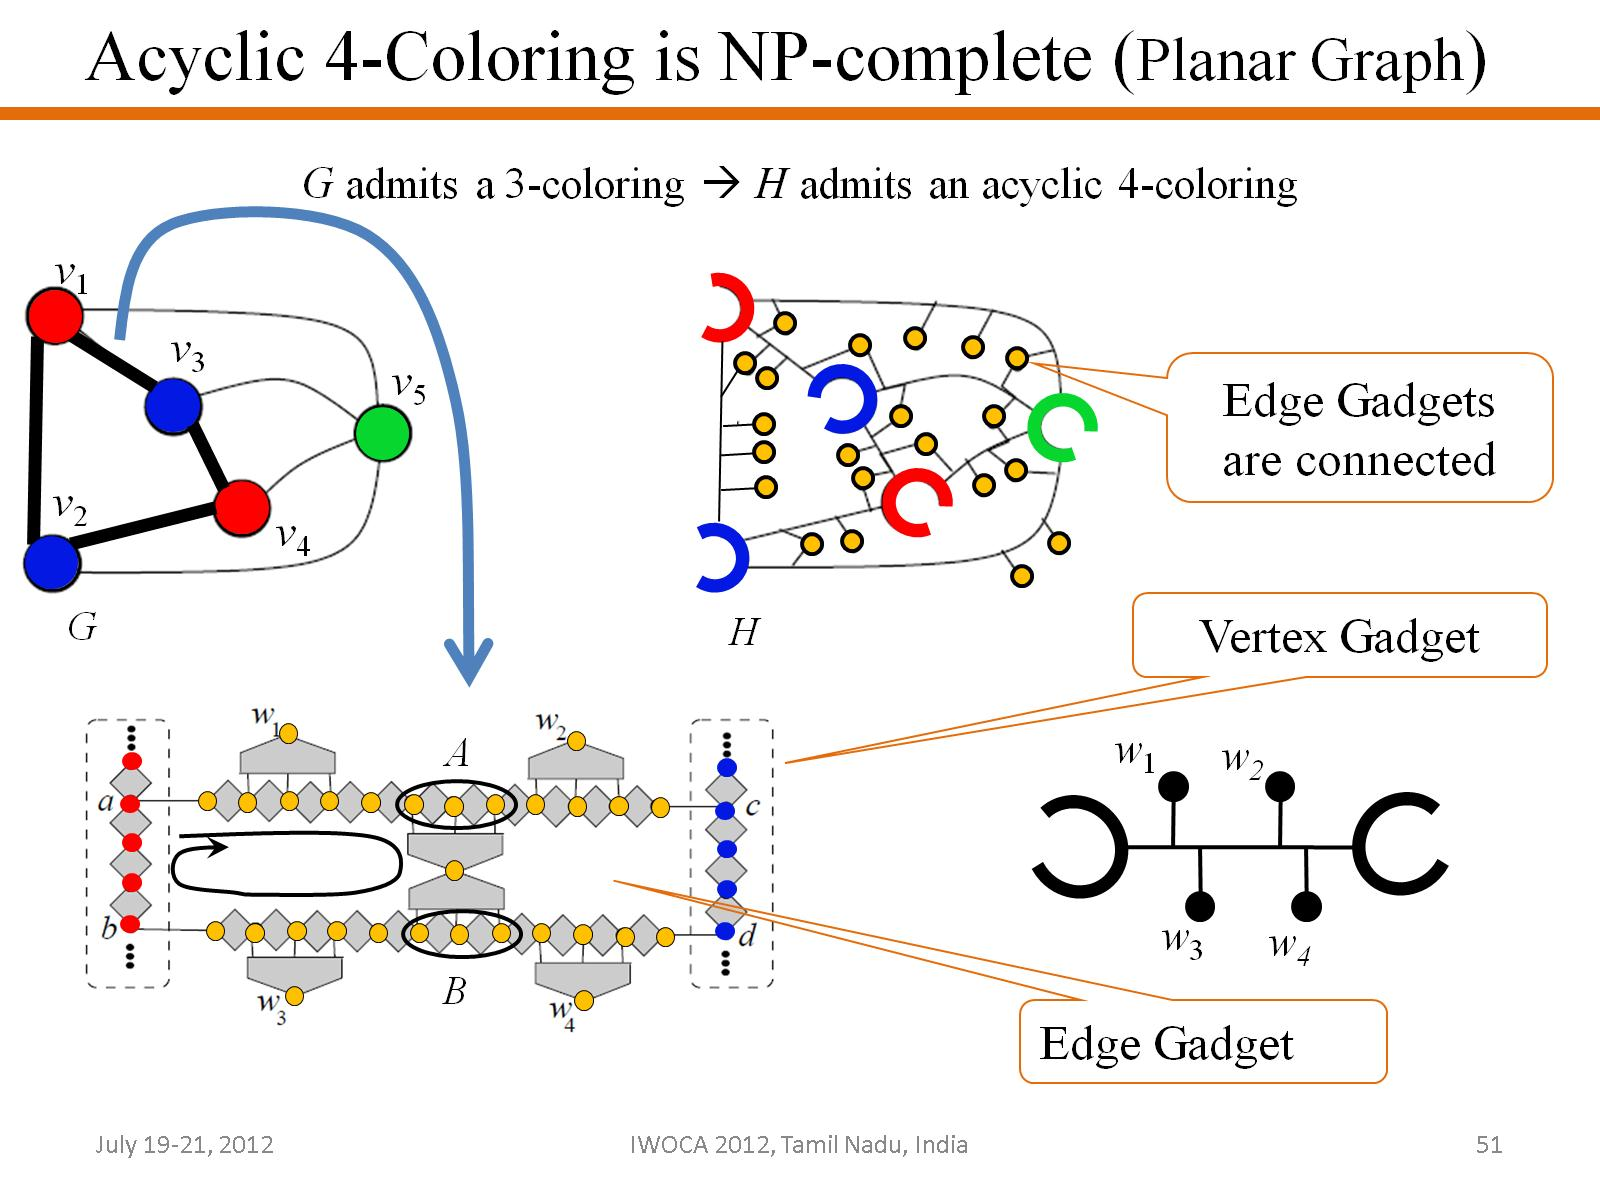 Acyclic 4-Coloring is NP-complete (Planar Graph)
G admits a 3-coloring → H admits an acyclic 4-coloring
v1
v3
v5
v2
v4
G
H
Edge Gadgets
are connected
Vertex Gadget
w1
A
w2
a
c
b
d
w3
B
w4
w1
w2
w3
w4
Edge Gadget
July 19-21, 2012
IWOCA 2012, Tamil Nadu, India
51